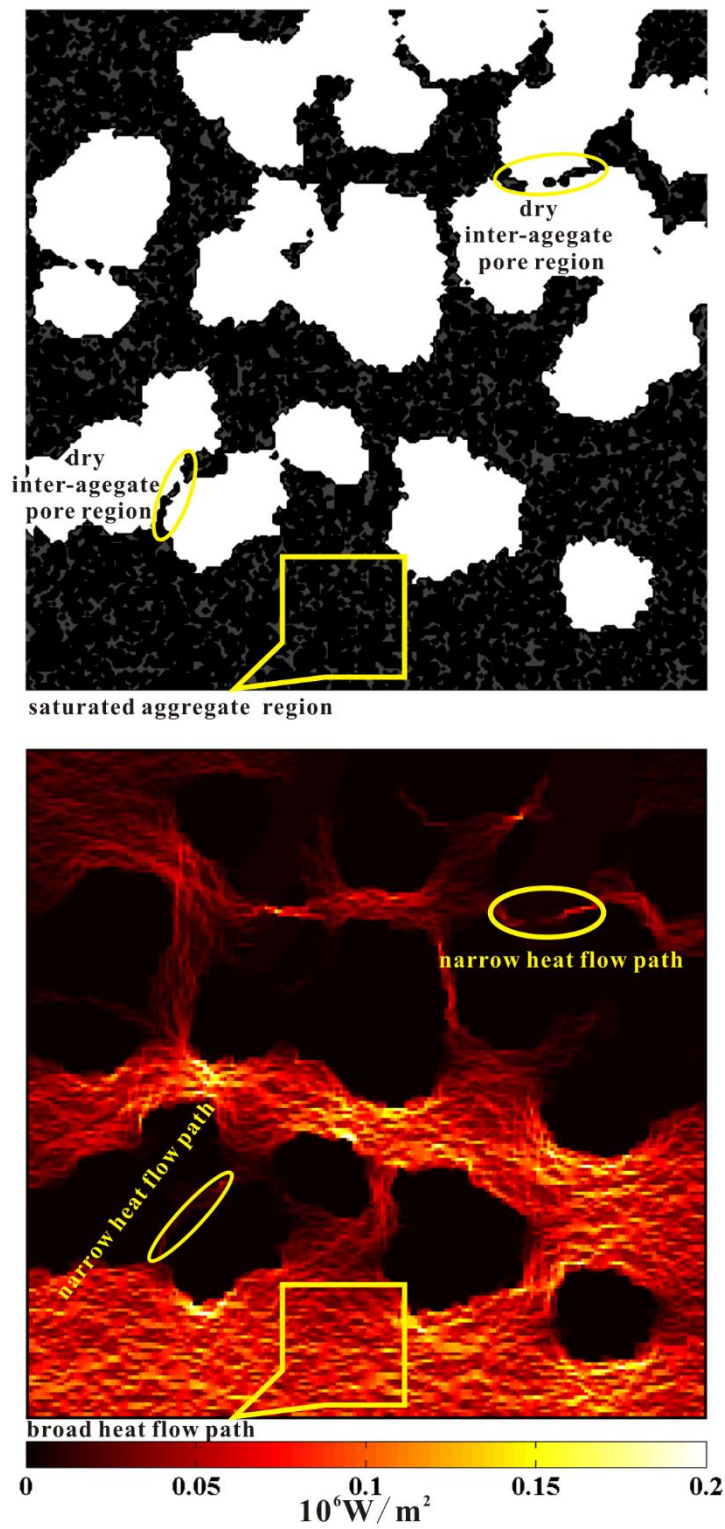 dry
inter-agegate
pore region
dry
inter-agegate
pore region
saturated aggregate region
narrow heat flow path
narrow heat flow path
broad heat flow path
0 0.05 0.1 0.15 0.2
10⁶W/m²